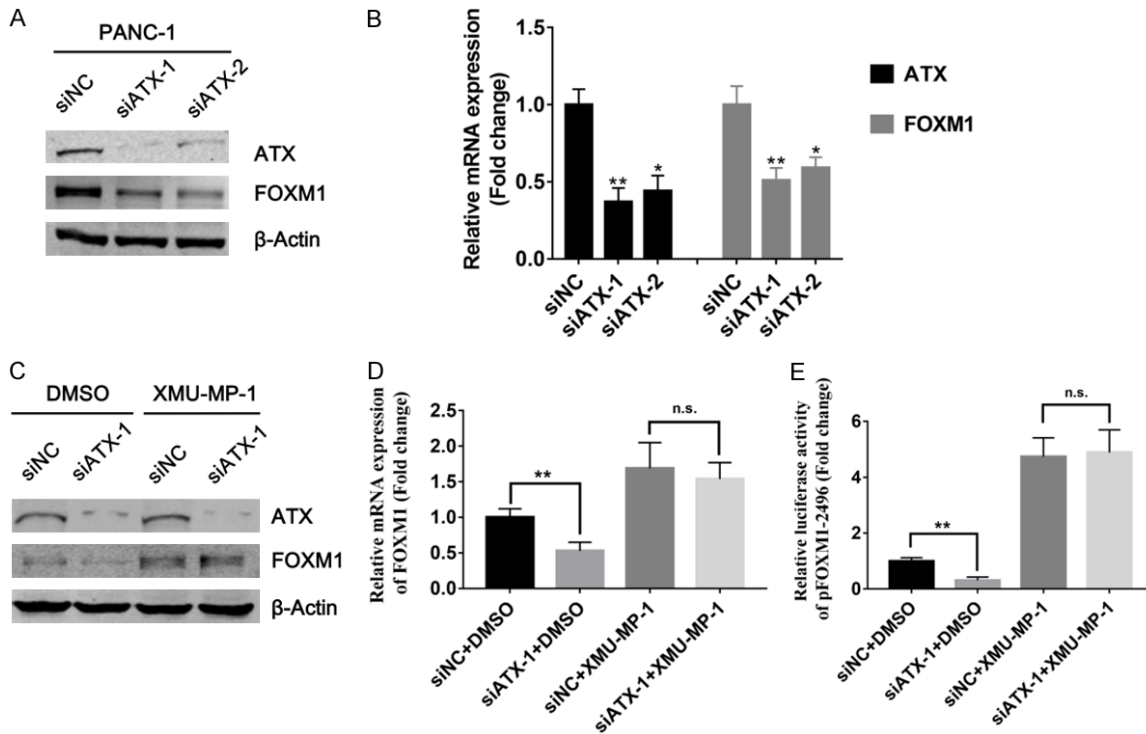 A
PANC-1
siNC
siATX-1
siATX-2
ATX
FOXM1
β-Actin
B
Relative mRNA expression
(Fold change)
1.5
1.0
0.5
0.0
**
*
**
*
siNC
siATX-1
siATX-2
siNC
siATX-1
siATX-2
ATX
FOXM1
C
DMSO
XMU-MP-1
siNC
siATX-1
siNC
siATX-1
ATX
FOXM1
β-Actin
D
Relative mRNA expression
of FOXM1 (Fold change)
2.5
2.0
1.5
1.0
0.5
0.0
**
n.s.
siNC+DMSO
siATX-1+DMSO
siNC+XMU-MP-1
siATX-1+XMU-MP-1
E
Relative luciferase activity
of pFOXM1-2496 (Fold change)
6
4
2
0
**
n.s.
siNC+DMSO
siATX-1+DMSO
siNC+XMU-MP-1
siATX-1+XMU-MP-1